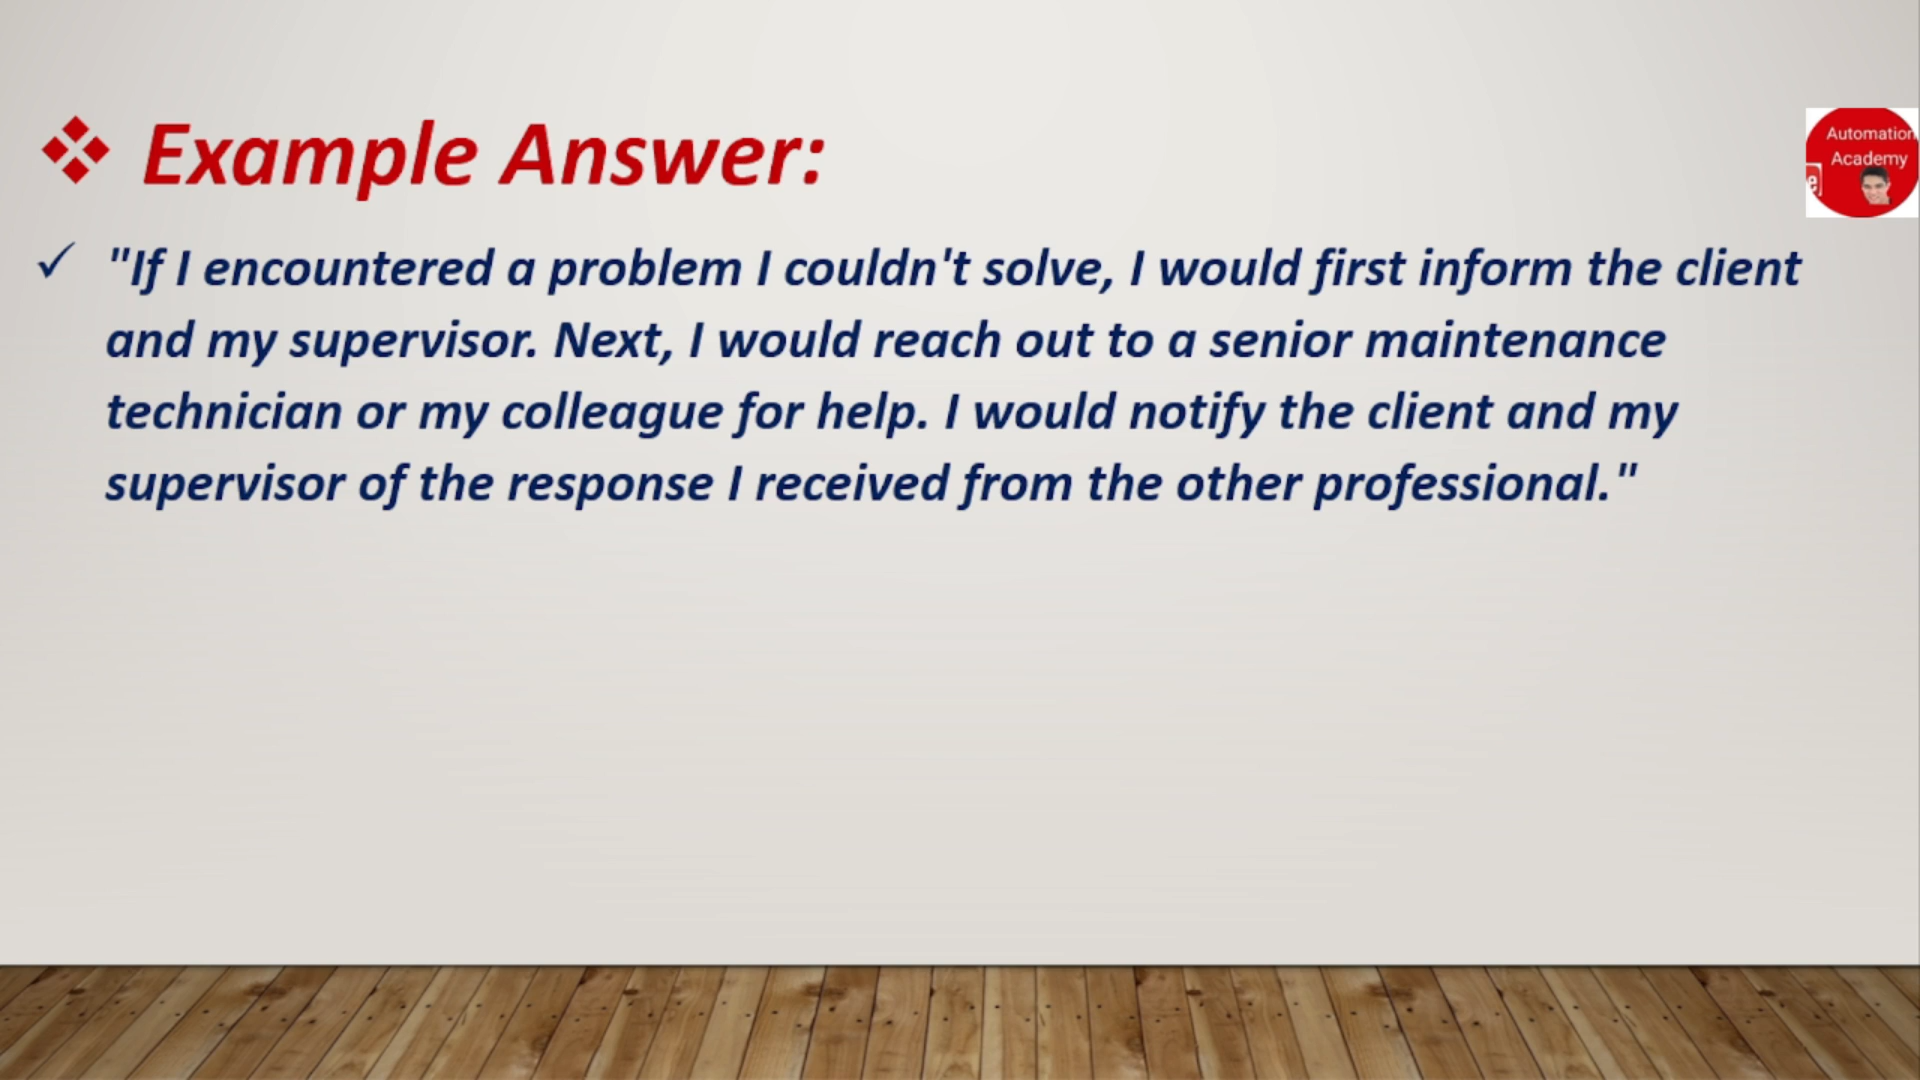 Example Answer:
Automation
Academy
"If I encountered a problem I couldn't solve, I would first inform the client
and my supervisor. Next, I would reach out to a senior maintenance
technician or my colleague for help. I would notify the client and my
supervisor of the response I received from the other professional."